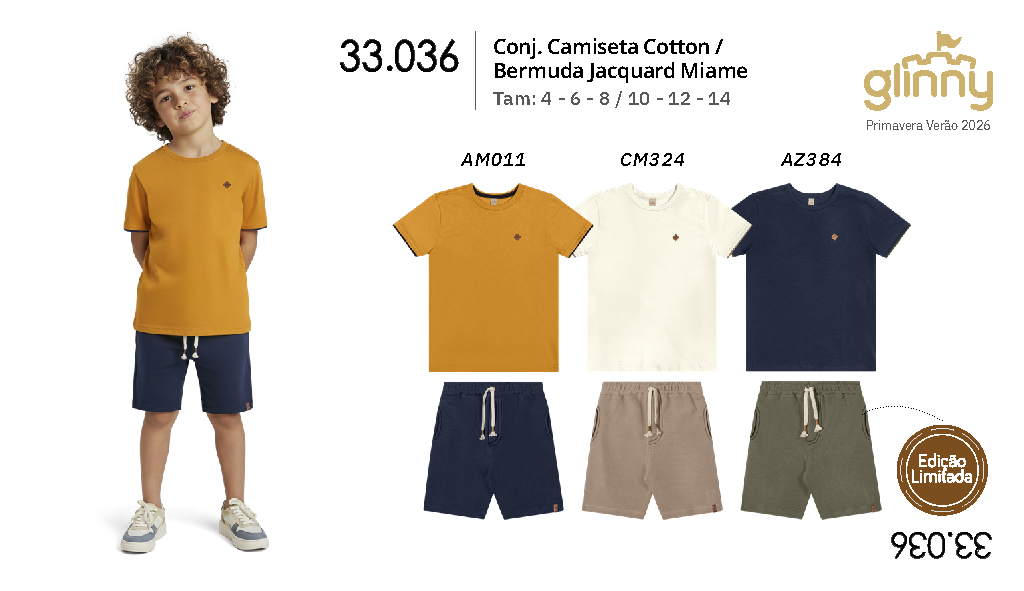 33.036
Conj. Camiseta Cotton /
Bermuda Jacquard Miame
Tam: 4 - 6 - 8 / 10 - 12 - 14
glinny
Primavera Verão 2026
AM011 CM324 AZ384
Edição
Limitada
33.036